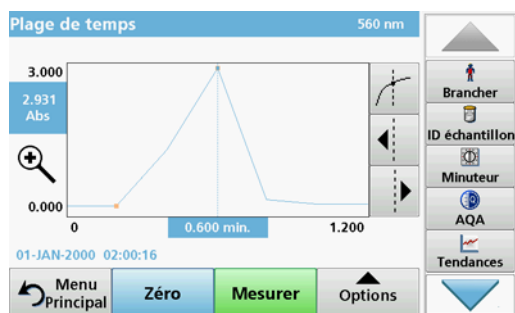 Plage de temps 560 nm
3.000
2.931
Abs
0.000
0 0.600 min. 1.200
01-JAN-2000 02:00:16
Menu
Principal
Zéro
Mesurer
Options
Brancher
ID échantillon
Minuteur
AQA
Tendances